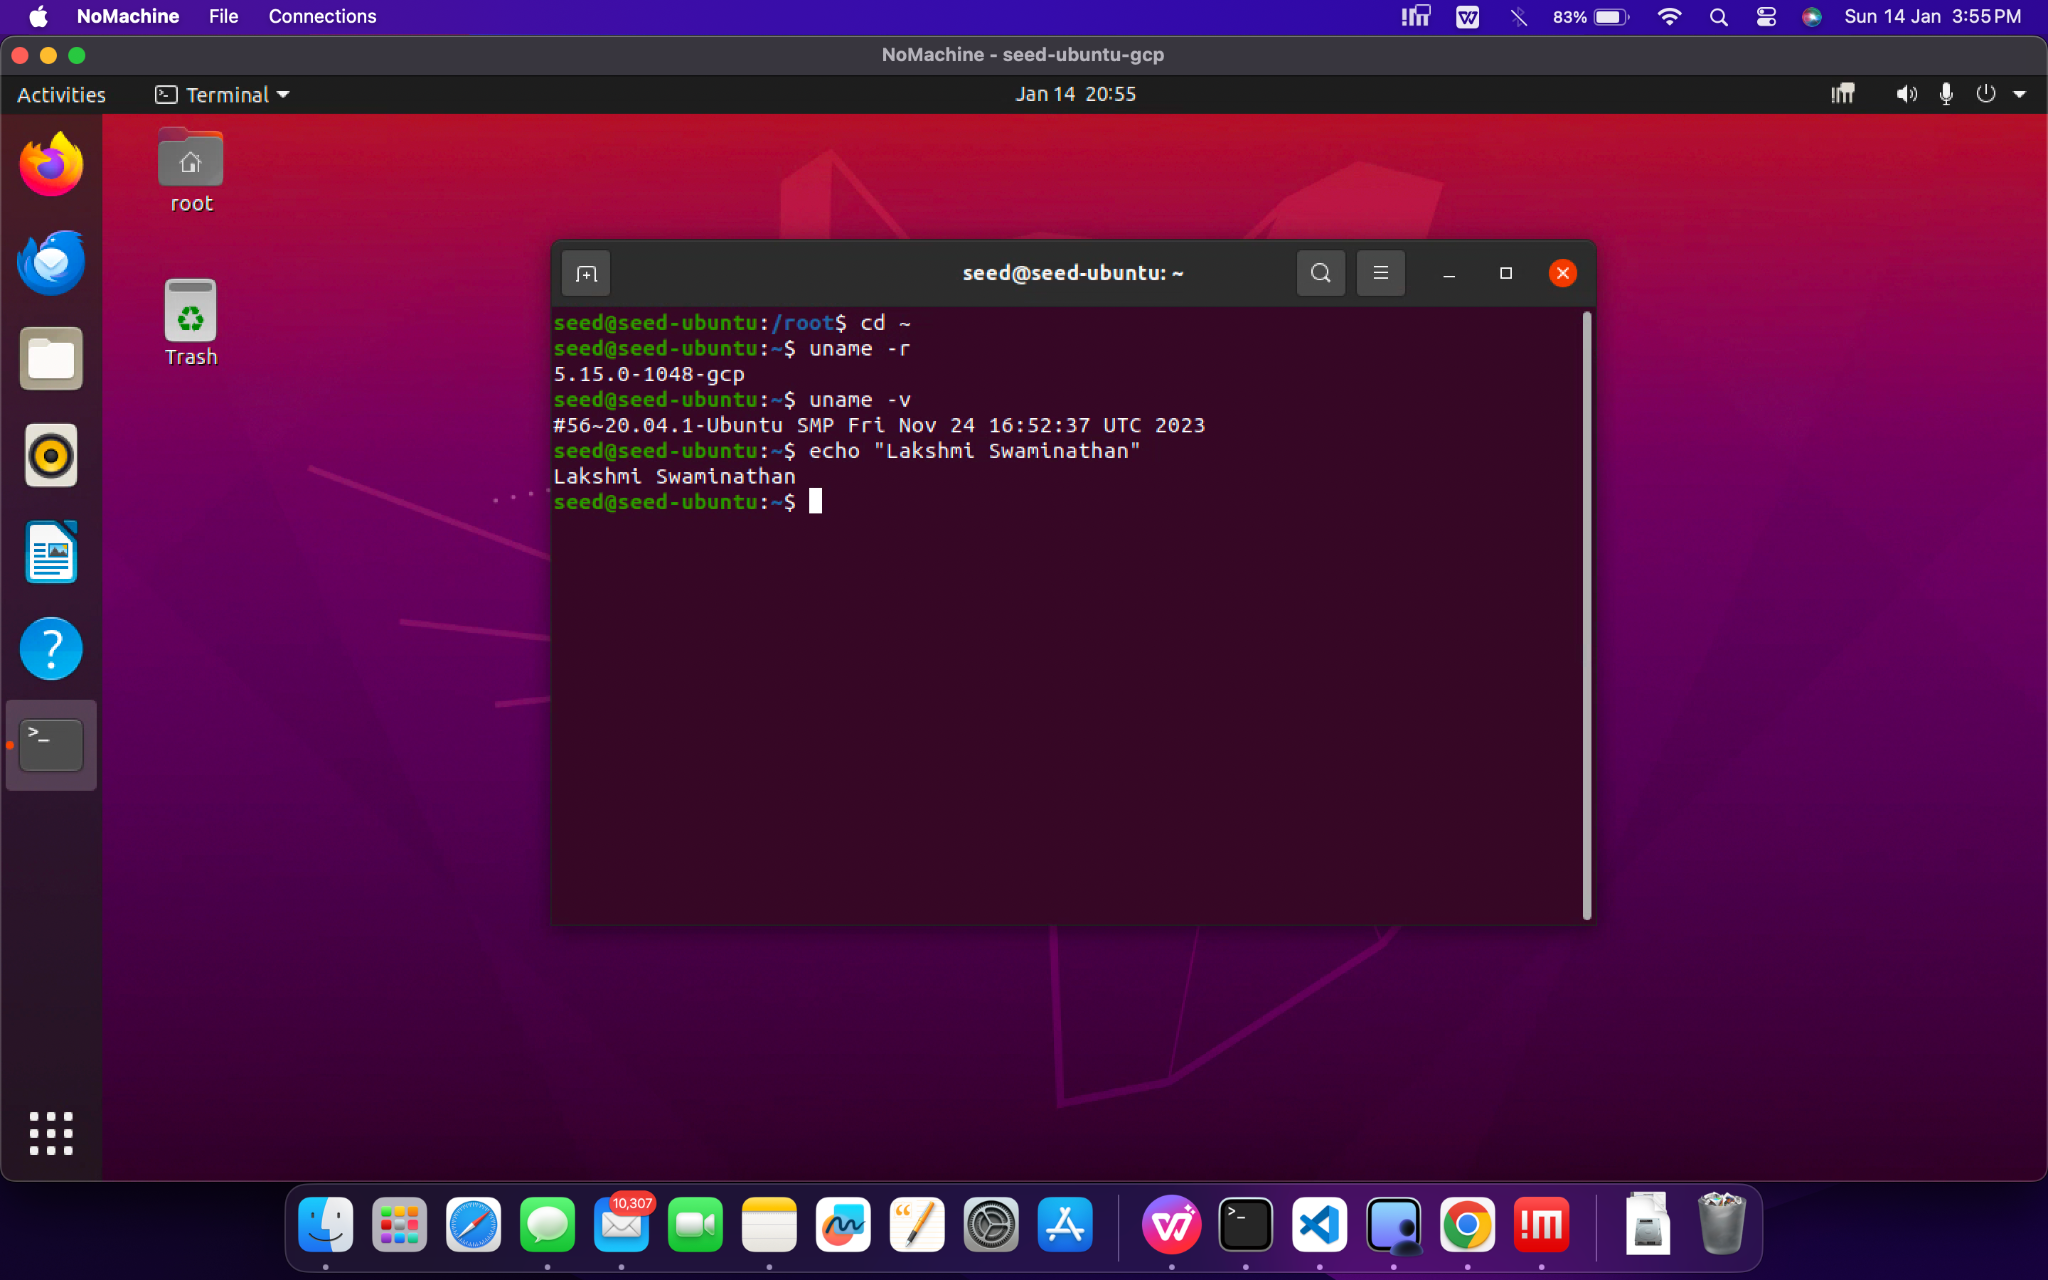 NoMachine File Connections 83% Sun 14 Jan 3:55 PM
NoMachine - seed-ubuntu-gcp
Activities Terminal Jan 14 20:55
root
Trash
seed@seed-ubuntu: ~
seed@seed-ubuntu:/root$ cd ~
seed@seed-ubuntu:~$ uname -r
5.15.0-1048-gcp
seed@seed-ubuntu:~$ uname -v
#56~20.04.1-Ubuntu SMP Fri Nov 24 16:52:37 UTC 2023
seed@seed-ubuntu:~$ echo "Lakshmi Swaminathan"
Lakshmi Swaminathan
seed@seed-ubuntu:~$
10,307